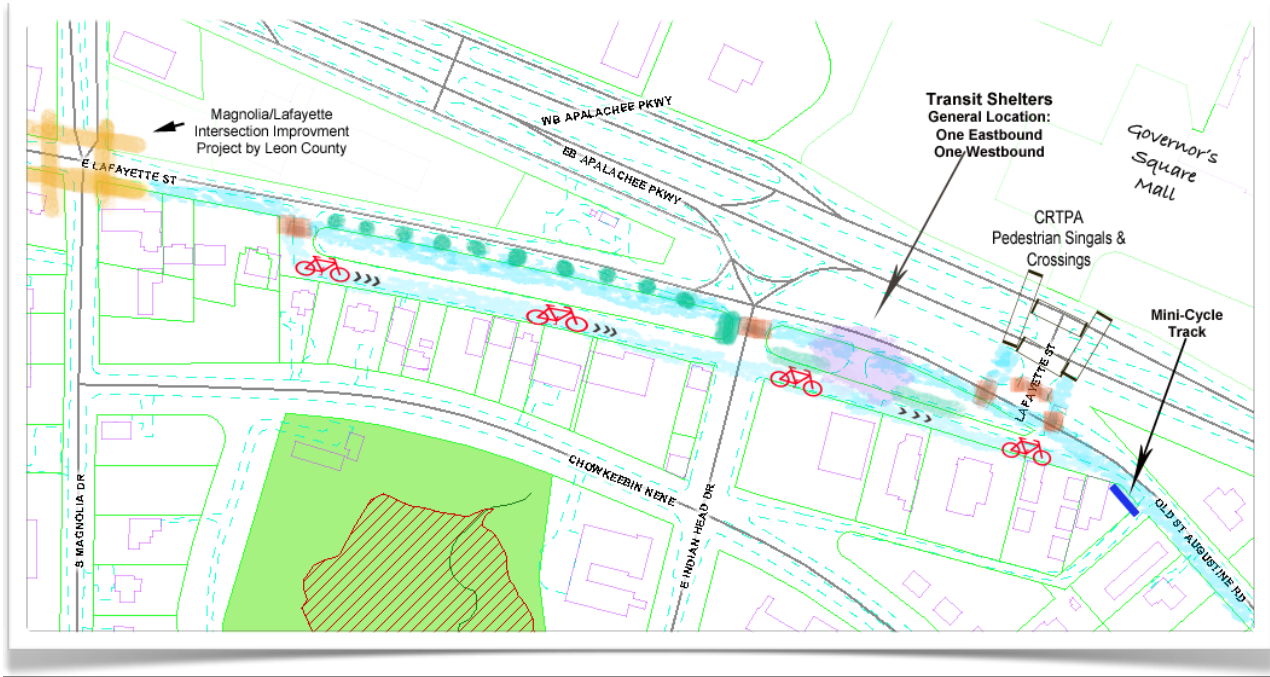 Magnolia/Lafayette
Intersection Improvment
Project by Leon County
E LAFAYETTE ST
WB APALACHEE PKWY
EB APALACHEE PKWY
Transit Shelters
General Location:
One Eastbound
One Westbound
Governor's
Square
Mall
CRTPA
Pedestrian Singals &
Crossings
Mini-Cycle
Track
LAFAYETTE ST
CHOWKEEBIN NENE
S MAGNOLIA DR
E INDIAN HEAD DR
OLD ST AUGUSTINE RD